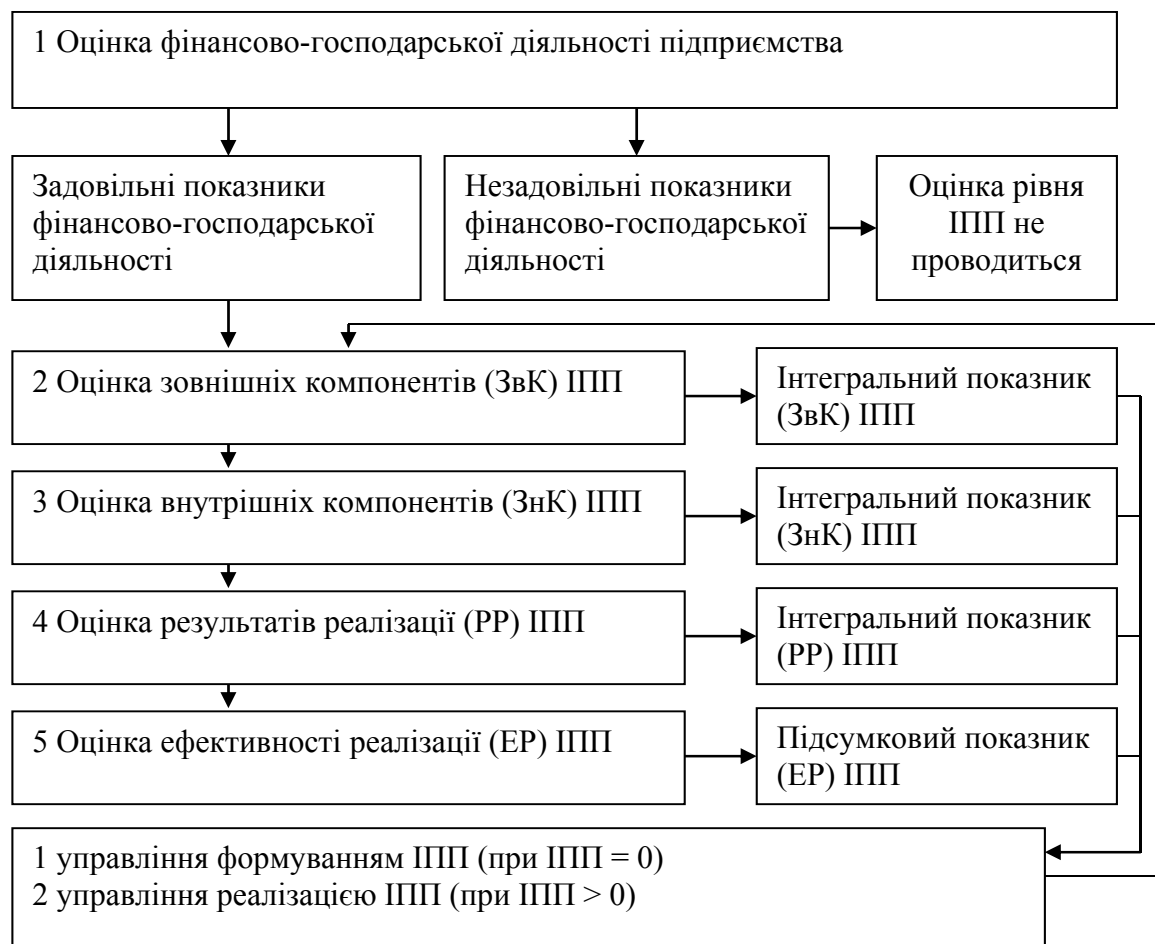 1 Оцінка фінансово-господарської діяльності підприємства
Задовільні показники
фінансово-господарської
діяльності
Незадовільні показники
фінансово-господарської
діяльності
Оцінка рівня
ІПП не
проводиться
2 Оцінка зовнішніх компонентів (ЗвК) ІПП
Інтегральний показник
(ЗвК) ІПП
3 Оцінка внутрішніх компонентів (ЗнК) ІПП
Інтегральний показник
(ЗнК) ІПП
4 Оцінка результатів реалізації (РР) ІПП
Інтегральний показник
(РР) ІПП
5 Оцінка ефективності реалізації (ЕР) ІПП
Підсумковий показник
(ЕР) ІПП
1 управління формуванням ІПП (при ІПП = 0)
2 управління реалізацією ІПП (при ІПП > 0)